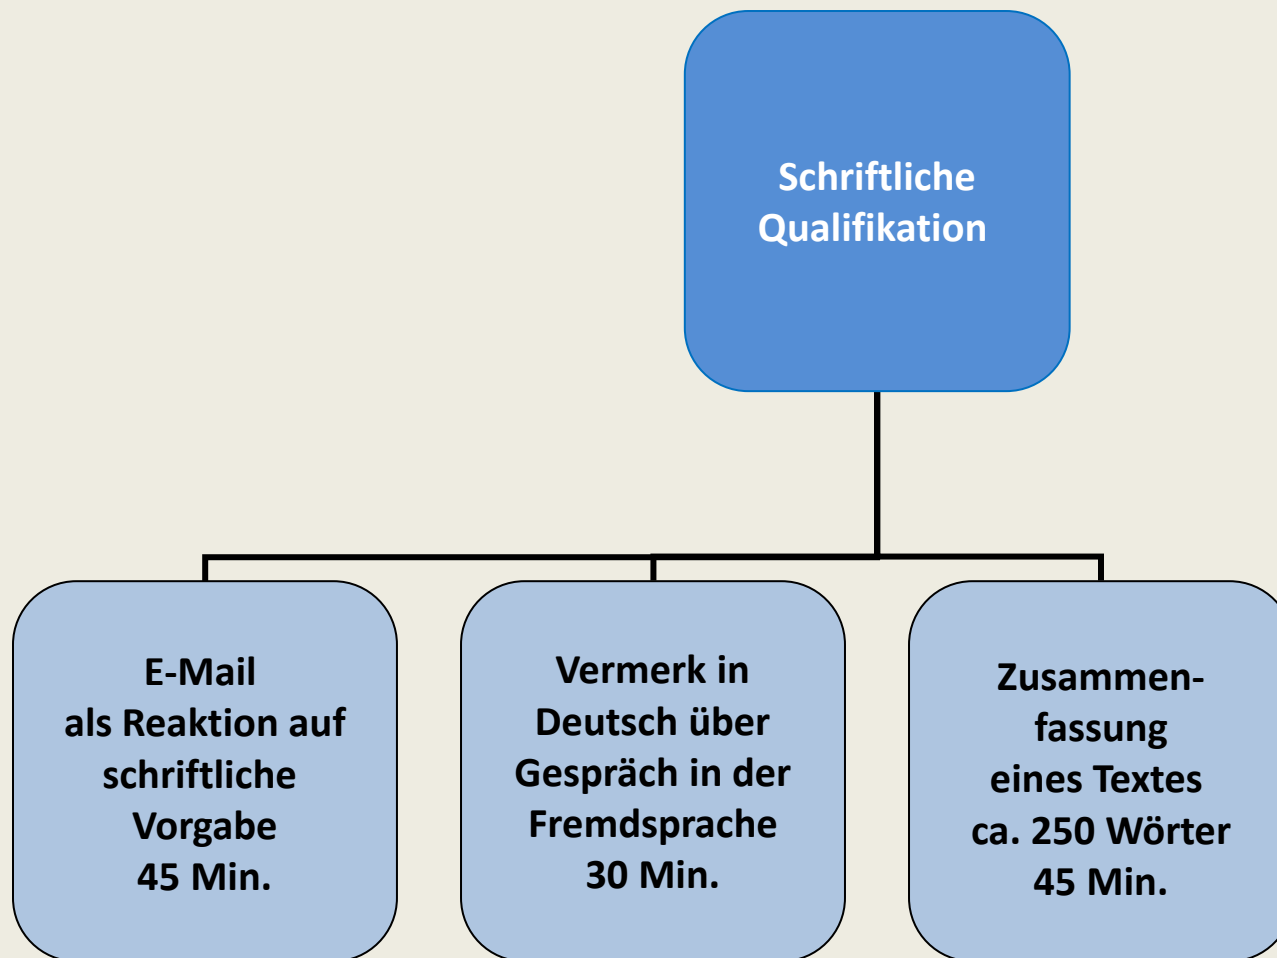 Schriftliche
Qualifikation
E-Mail
als Reaktion auf
schriftliche
Vorgabe
45 Min.
Vermerk in
Deutsch über
Gespräch in der
Fremdsprache
30 Min.
Zusammen-
fassung
eines Textes
ca. 250 Wörter
45 Min.